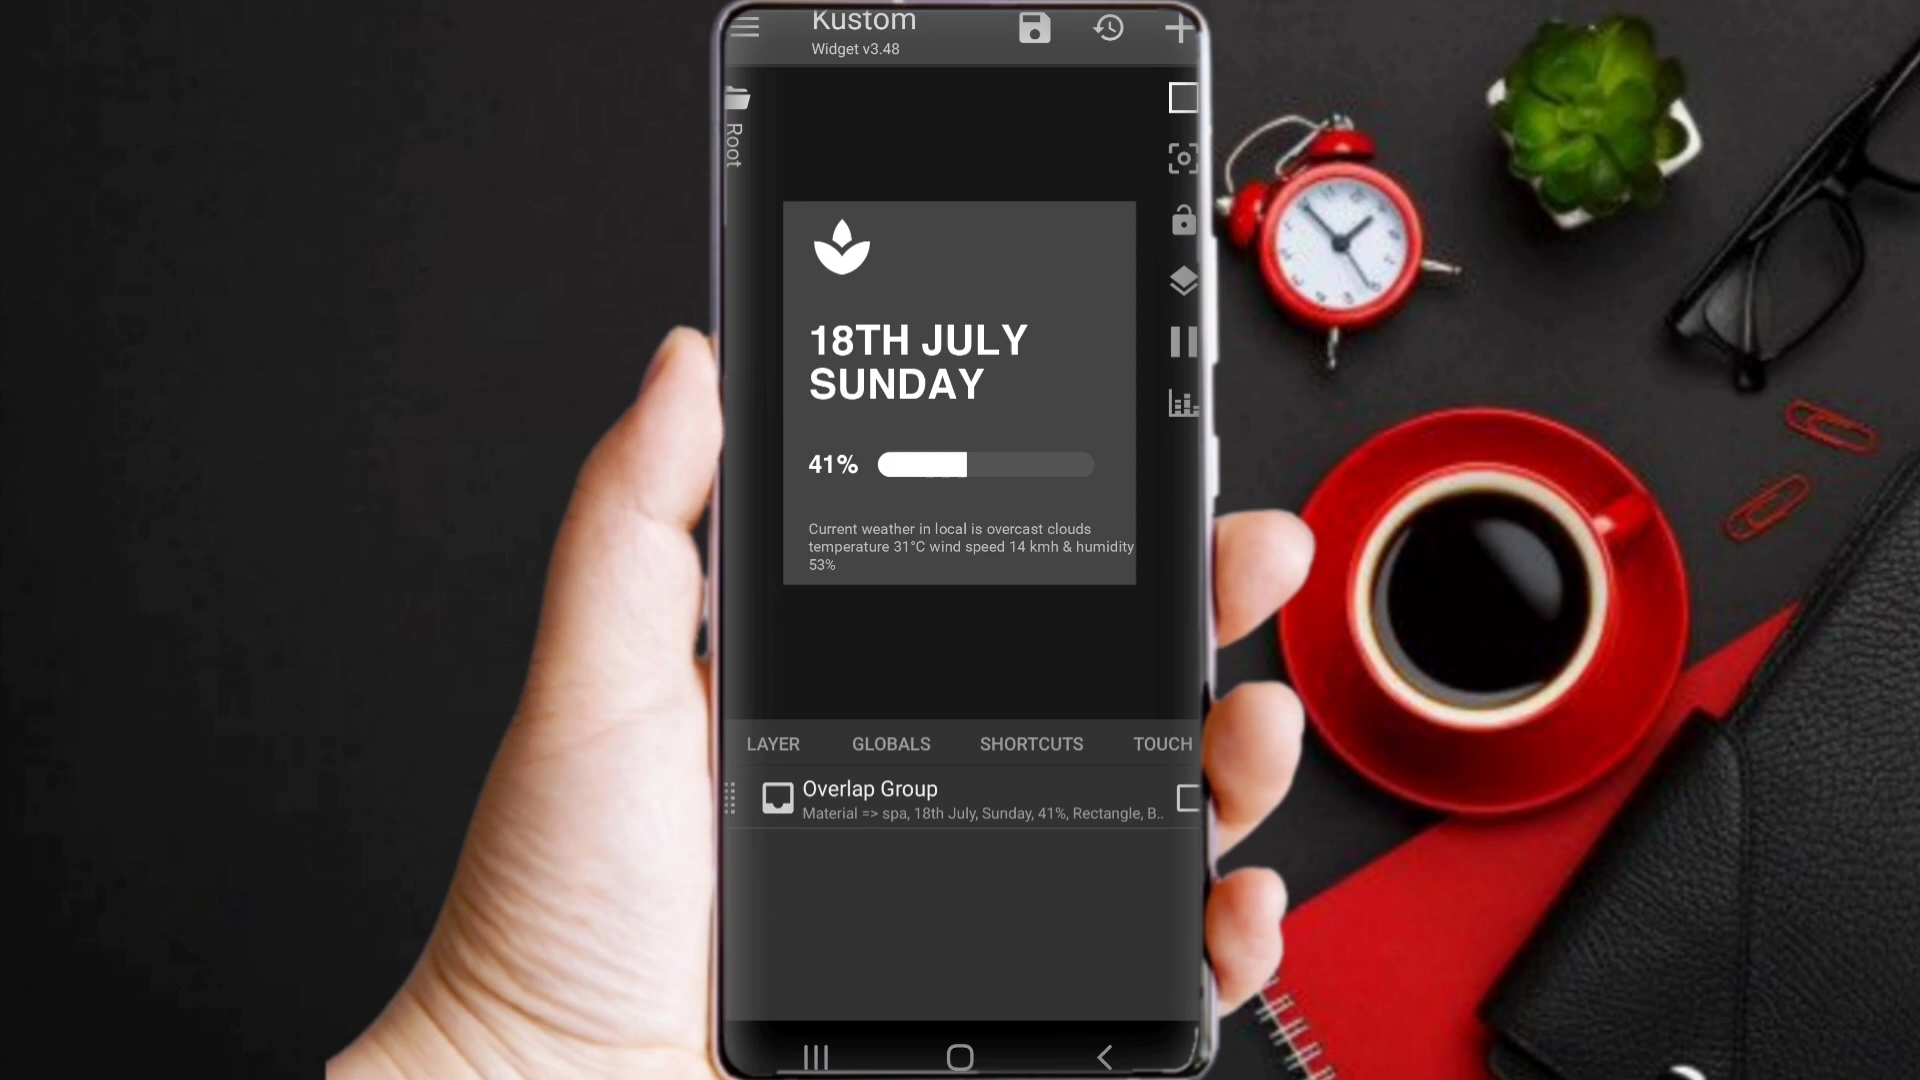 Kustom
Widget v3.48
Root
18TH JULY
SUNDAY
41%
Current weather in local is overcast clouds
temperature 31°C wind speed 14 kmh & humidity
53%
LAYER GLOBALS SHORTCUTS TOUCH
Overlap Group
Material => spa, 18th July, Sunday, 41%, Rectangle, B..